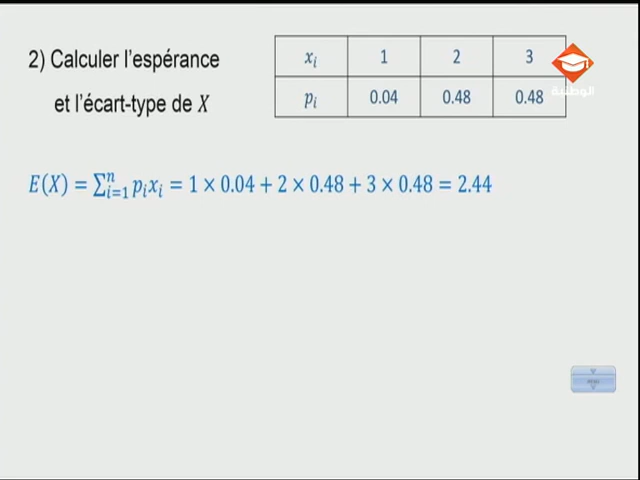 2) Calculer l'espérance
et l'écart-type de X
xᵢ 1 2 3
pᵢ 0.04 0.48 0.48
الوطنية
E(X) = ∑ⁿᵢ₌₁ pᵢxᵢ = 1 × 0.04 + 2 × 0.48 + 3 × 0.48 = 2.44